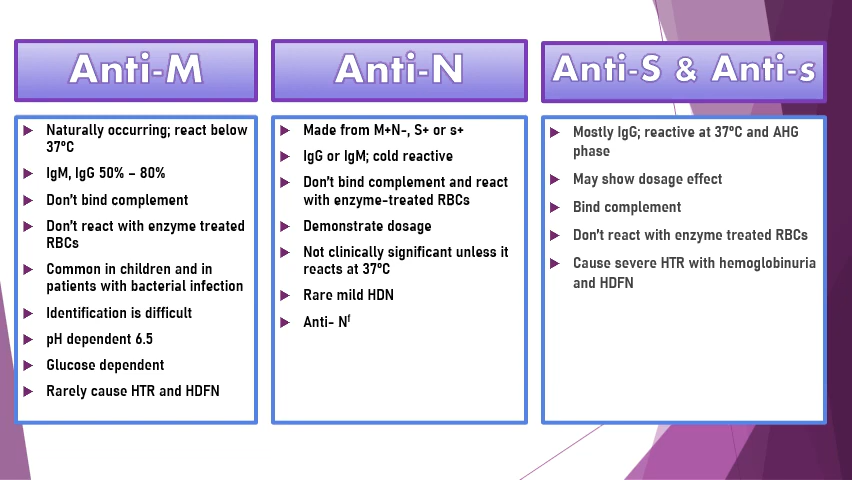 Anti-M
Naturally occurring; react below
37°C
IgM, IgG 50% – 80%
Don't bind complement
Don't react with enzyme treated
RBCs
Common in children and in
patients with bacterial infection
Identification is difficult
pH dependent 6.5
Glucose dependent
Rarely cause HTR and HDFN
Anti-N
Made from M+N-, S+ or s+
IgG or IgM; cold reactive
Don't bind complement and react
with enzyme-treated RBCs
Demonstrate dosage
Not clinically significant unless it
reacts at 37°C
Rare mild HDN
Anti- Nᶠ
Anti-S & Anti-s
Mostly IgG; reactive at 37°C and AHG
phase
May show dosage effect
Bind complement
Don't react with enzyme treated RBCs
Cause severe HTR with hemoglobinuria
and HDFN